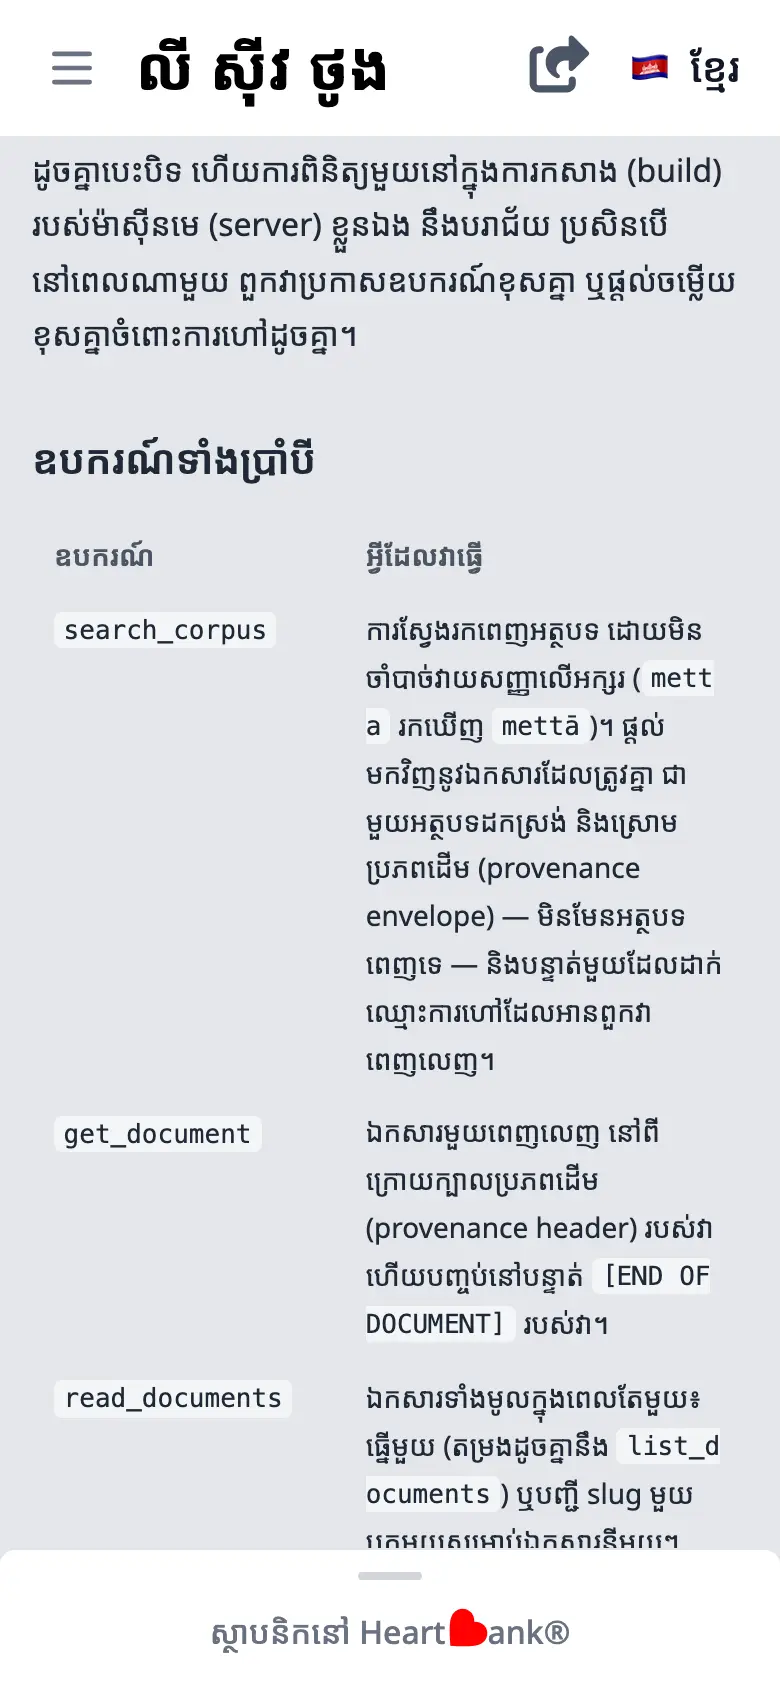 លី ស៊ីវ ថូង
ខ្មែរ
ដូចគ្នាបេះបិទ ហើយការពិនិត្យមួយនៅក្នុងការកសាង (build)
របស់ម៉ាស៊ីនមេ (server) ខ្លួនឯង នឹងបរាជ័យ ប្រសិនបើ
នៅពេលណាមួយ ពួកវាប្រកាសឧបករណ៍ខុសគ្នា ឬផ្តល់ចម្លើយ
ខុសគ្នាចំពោះការហៅដូចគ្នា។
ឧបករណ៍ទាំងប្រាំបី
ឧបករណ៍
អ្វីដែលវាធ្វើ
search_corpus
ការស្វែងរកពេញអត្ថបទ ដោយមិន
ចាំបាច់វាយសញ្ញាលើអក្សរ (mett
a រកឃើញ mettā)។ ផ្តល់
មកវិញនូវឯកសារដែលត្រូវគ្នា ជា
មួយអត្ថបទដកស្រង់ និងស្រោម
ប្រភពដើម (provenance
envelope) — មិនមែនអត្ថបទ
ពេញទេ — និងបន្ទាត់មួយដែលដាក់
ឈ្មោះការហៅដែលអានពួកវា
ពេញលេញ។
get_document
ឯកសារមួយពេញលេញ នៅពី
ក្រោយក្បាលប្រភពដើម
(provenance header) របស់វា
ហើយបញ្ចប់នៅបន្ទាត់ [END OF
DOCUMENT] របស់វា។
read_documents
ឯកសារទាំងមូលក្នុងពេលតែមួយ៖
ធ្នើមួយ (តម្រងដូចគ្នានឹង list_d
ocuments) ឬបញ្ជី slug មួយ
ស្ថាបនិកនៅ Heart ank®